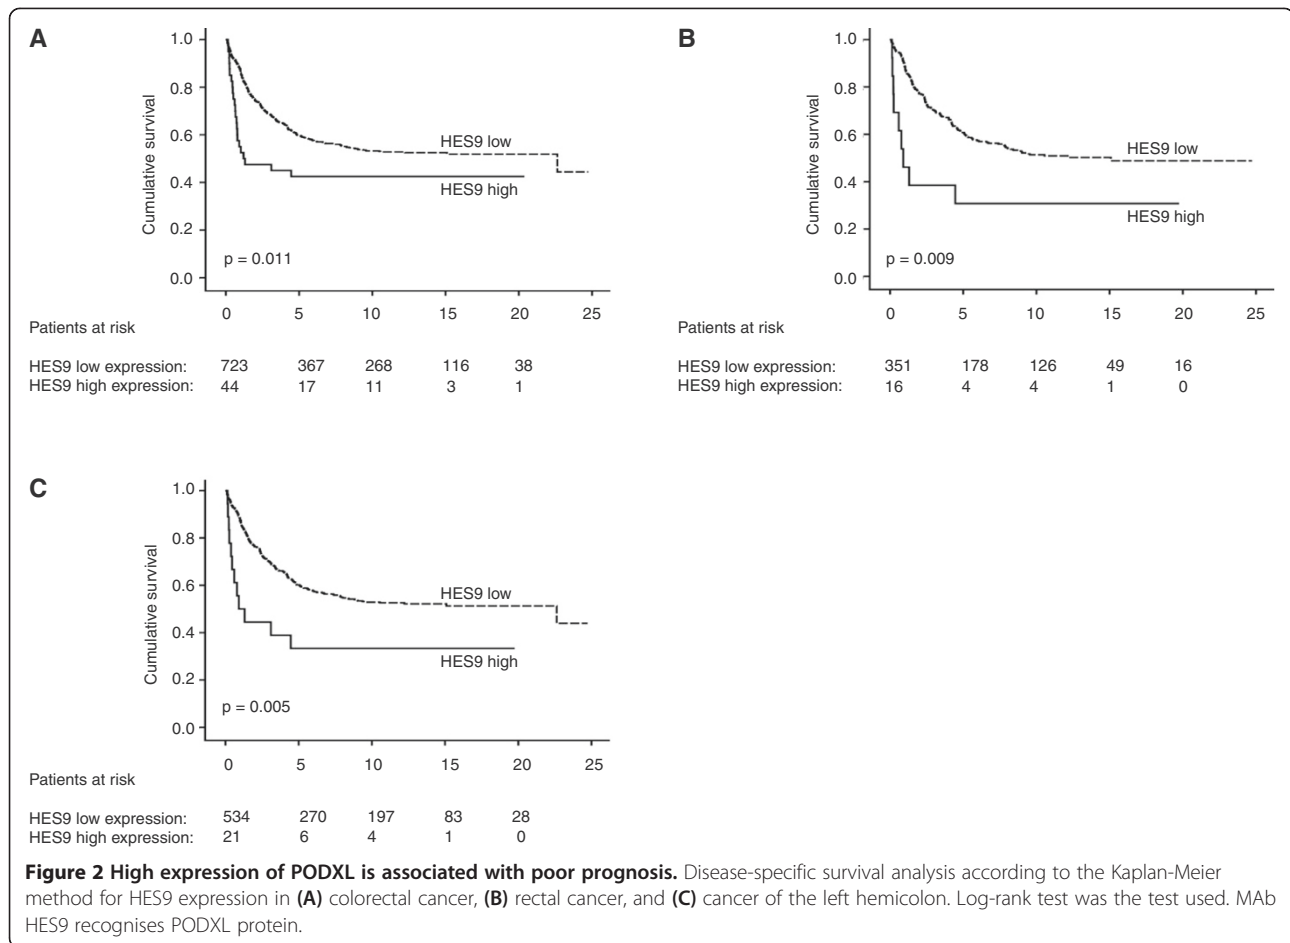 A
Cumulative survival
1.0
0.8
0.6
0.4
0.2
0.0
HES9 low
HES9 high
p = 0.011
0 5 10 15 20 25
Patients at risk
HES9 low expression: 723 367 268 116 38
HES9 high expression: 44 17 11 3 1
B
Cumulative survival
1.0
0.8
0.6
0.4
0.2
0.0
HES9 low
HES9 high
p = 0.009
0 5 10 15 20 25
Patients at risk
HES9 low expression: 351 178 126 49 16
HES9 high expression: 16 4 4 1 0
C
Cumulative survival
1.0
0.8
0.6
0.4
0.2
0.0
HES9 low
HES9 high
p = 0.005
0 5 10 15 20 25
Patients at risk
HES9 low expression: 534 270 197 83 28
HES9 high expression: 21 6 4 1 0
Figure 2 High expression of PODXL is associated with poor prognosis. Disease-specific survival analysis according to the Kaplan-Meier
method for HES9 expression in (A) colorectal cancer, (B) rectal cancer, and (C) cancer of the left hemicolon. Log-rank test was the test used. MAb
HES9 recognises PODXL protein.